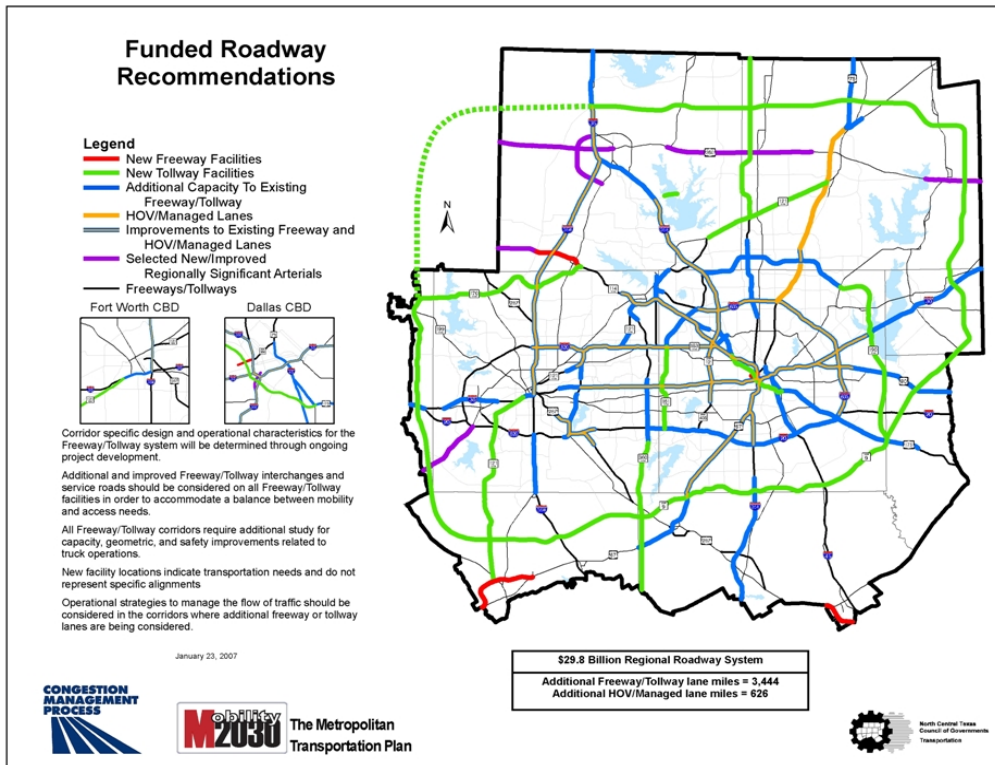 Funded Roadway
Recommendations
Legend
New Freeway Facilities
New Tollway Facilities
Additional Capacity To Existing
Freeway/Tollway
HOV/Managed Lanes
Improvements to Existing Freeway and
HOV/Managed Lanes
Selected New/Improved
Regionally Significant Arterials
Freeways/Tollways
N
Fort Worth CBD
Dallas CBD
Corridor specific design and operational characteristics for the
Freeway/Tollway system will be determined through ongoing
project development.
Additional and improved Freeway/Tollway interchanges and
service roads should be considered on all Freeway/Tollway
facilities in order to accommodate a balance between mobility
and access needs.
All Freeway/Tollway corridors require additional study for
capacity, geometric, and safety improvements related to
truck operations.
New facility locations indicate transportation needs and do not
represent specific alignments
Operational strategies to manage the flow of traffic should be
considered in the corridors where additional freeway or tollway
lanes are being considered.
January 23, 2007
$29.8 Billion Regional Roadway System
Additional Freeway/Tollway lane miles = 3,444
Additional HOV/Managed lane miles = 626
CONGESTION
MANAGEMENT
PROCESS
Mobility
2030
The Metropolitan
Transportation Plan
North Central Texas
Council of Governments
Transportation